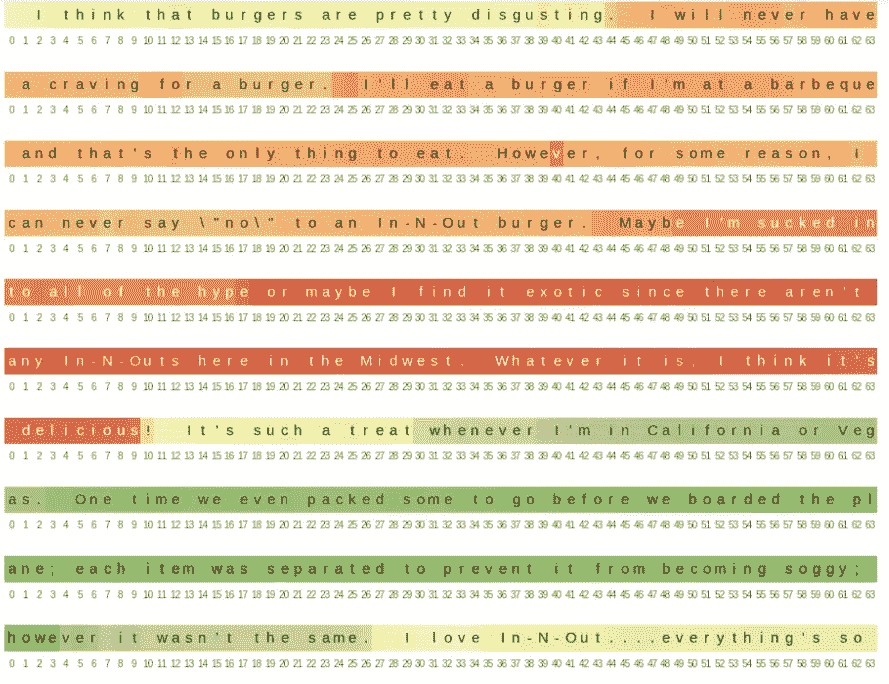 I think that burgers are pretty disgusting.  I will never have
0 1 2 3 4 5 6 7 8 9 10 11 12 13 14 15 16 17 18 19 20 21 22 23 24 25 26 27 28 29 30 31 32 33 34 35 36 37 38 39 40 41 42 43 44 45 46 47 48 49 50 51 52 53 54 55 56 57 58 59 60 61 62 63
a craving for a burger.  I'll eat a burger if I'm at a barbeque
0 1 2 3 4 5 6 7 8 9 10 11 12 13 14 15 16 17 18 19 20 21 22 23 24 25 26 27 28 29 30 31 32 33 34 35 36 37 38 39 40 41 42 43 44 45 46 47 48 49 50 51 52 53 54 55 56 57 58 59 60 61 62 63
and that's the only thing to eat.  However, for some reason, I
0 1 2 3 4 5 6 7 8 9 10 11 12 13 14 15 16 17 18 19 20 21 22 23 24 25 26 27 28 29 30 31 32 33 34 35 36 37 38 39 40 41 42 43 44 45 46 47 48 49 50 51 52 53 54 55 56 57 58 59 60 61 62 63
can never say \"no\" to an In-N-Out burger.  Maybe I'm sucked in
0 1 2 3 4 5 6 7 8 9 10 11 12 13 14 15 16 17 18 19 20 21 22 23 24 25 26 27 28 29 30 31 32 33 34 35 36 37 38 39 40 41 42 43 44 45 46 47 48 49 50 51 52 53 54 55 56 57 58 59 60 61 62 63
to all of the hype or maybe I find it exotic since there aren't
0 1 2 3 4 5 6 7 8 9 10 11 12 13 14 15 16 17 18 19 20 21 22 23 24 25 26 27 28 29 30 31 32 33 34 35 36 37 38 39 40 41 42 43 44 45 46 47 48 49 50 51 52 53 54 55 56 57 58 59 60 61 62 63
any In-N-Outs here in the Midwest.  Whatever it is, I think it's
0 1 2 3 4 5 6 7 8 9 10 11 12 13 14 15 16 17 18 19 20 21 22 23 24 25 26 27 28 29 30 31 32 33 34 35 36 37 38 39 40 41 42 43 44 45 46 47 48 49 50 51 52 53 54 55 56 57 58 59 60 61 62 63
delicious!  It's such a treat whenever I'm in California or Veg
0 1 2 3 4 5 6 7 8 9 10 11 12 13 14 15 16 17 18 19 20 21 22 23 24 25 26 27 28 29 30 31 32 33 34 35 36 37 38 39 40 41 42 43 44 45 46 47 48 49 50 51 52 53 54 55 56 57 58 59 60 61 62 63
as.  One time we even packed some to go before we boarded the pl
0 1 2 3 4 5 6 7 8 9 10 11 12 13 14 15 16 17 18 19 20 21 22 23 24 25 26 27 28 29 30 31 32 33 34 35 36 37 38 39 40 41 42 43 44 45 46 47 48 49 50 51 52 53 54 55 56 57 58 59 60 61 62 63
ane; each item was separated to prevent it from becoming soggy;
0 1 2 3 4 5 6 7 8 9 10 11 12 13 14 15 16 17 18 19 20 21 22 23 24 25 26 27 28 29 30 31 32 33 34 35 36 37 38 39 40 41 42 43 44 45 46 47 48 49 50 51 52 53 54 55 56 57 58 59 60 61 62 63
however it wasn't the same.  I love In-N-Out....everything's so
0 1 2 3 4 5 6 7 8 9 10 11 12 13 14 15 16 17 18 19 20 21 22 23 24 25 26 27 28 29 30 31 32 33 34 35 36 37 38 39 40 41 42 43 44 45 46 47 48 49 50 51 52 53 54 55 56 57 58 59 60 61 62 63